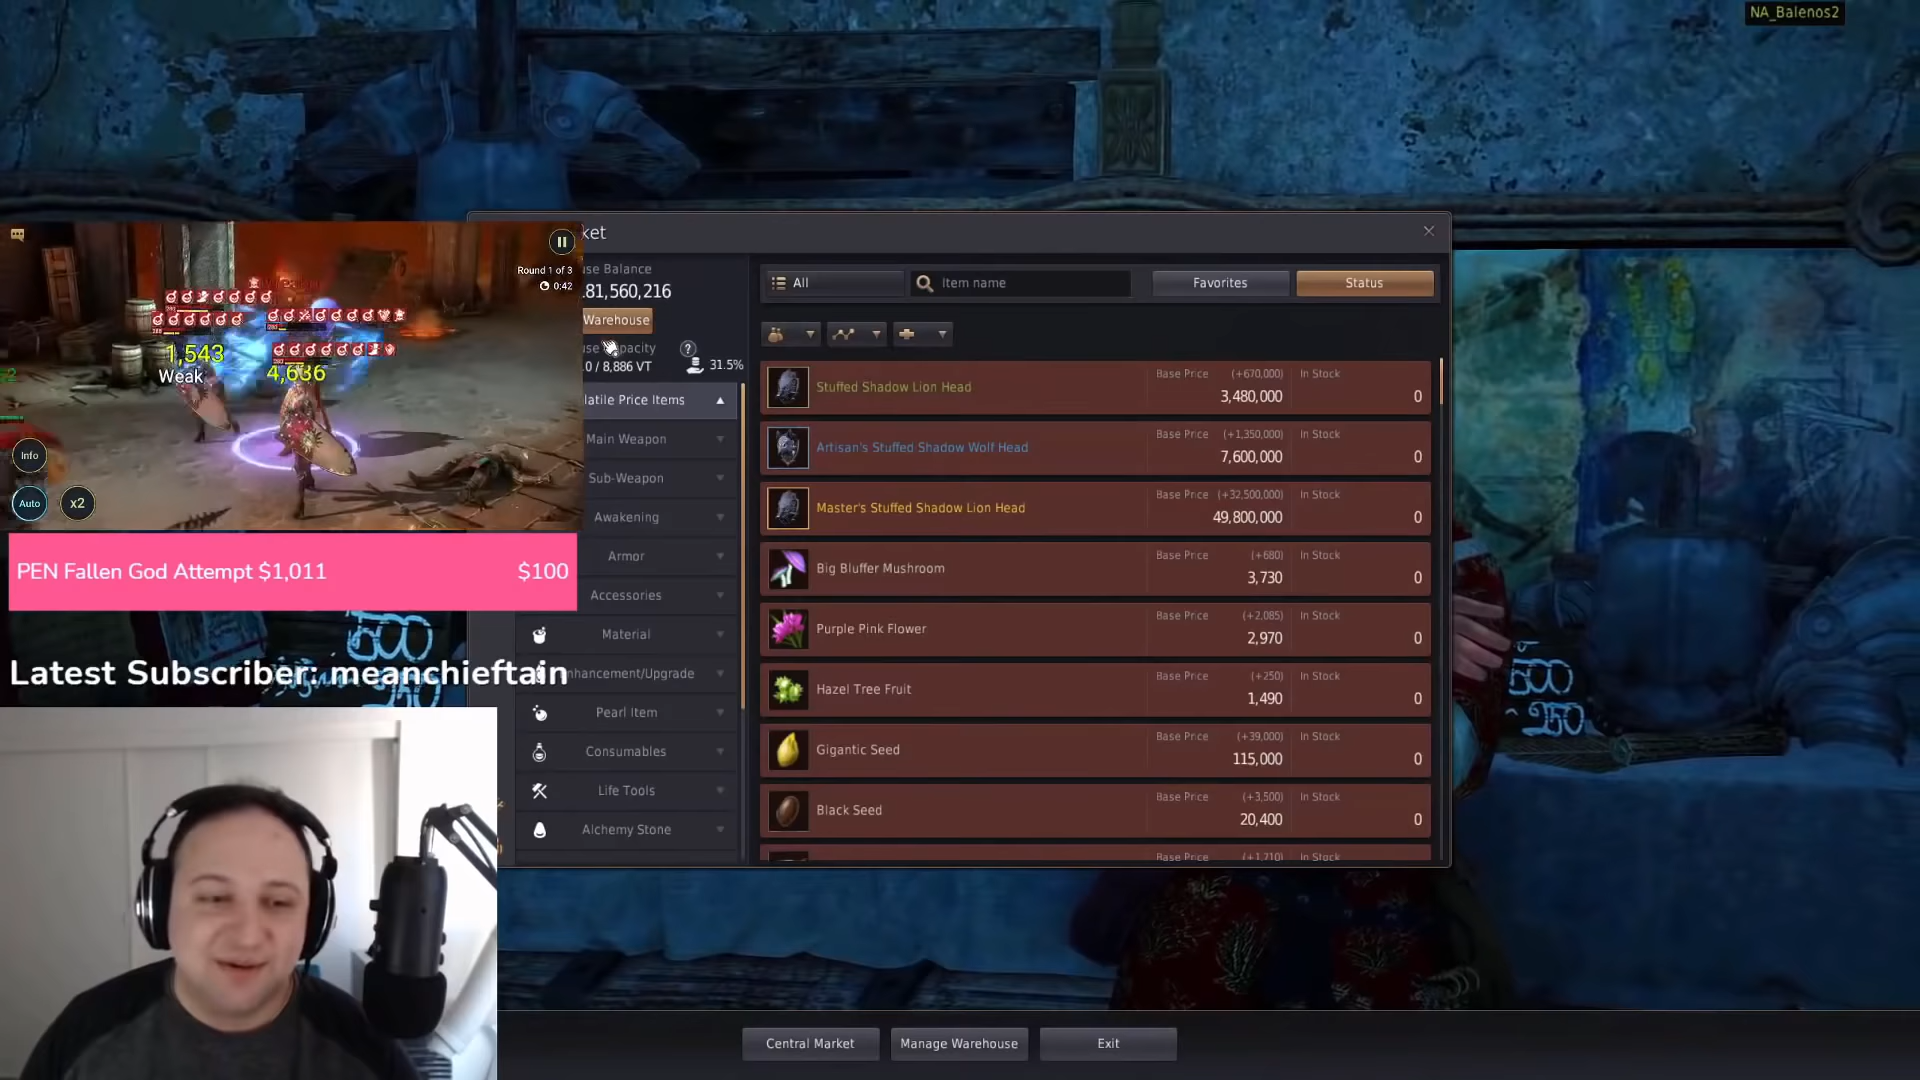 NA_Balenos2
ket
Round 1 of 3
0:42
1,543
Weak
4,636
Info
Auto
x2
PEN Fallen God Attempt $1,011 $100
Latest Subscriber: meanchieftain
use Balance
81,560,216
Warehouse
0 / 8,886 VT
31.5%
latile Price Items
Main Weapon
Sub-Weapon
Awakening
Armor
Accessories
Material
nhancement/Upgrade
Pearl Item
Consumables
Life Tools
Alchemy Stone
All
Item name
Favorites
Status
Stuffed Shadow Lion Head
Base Price (+670,000) In Stock
3,480,000 0
Artisan's Stuffed Shadow Wolf Head
Base Price (+1,350,000) In Stock
7,600,000 0
Master's Stuffed Shadow Lion Head
Base Price (+32,500,000) In Stock
49,800,000 0
Big Bluffer Mushroom
Base Price (+680) In Stock
3,730 0
Purple Pink Flower
Base Price (+2,085) In Stock
2,970 0
Hazel Tree Fruit
Base Price (+250) In Stock
1,490 0
Gigantic Seed
Base Price (+39,000) In Stock
115,000 0
Black Seed
Base Price (+3,500) In Stock
20,400 0
Base Price (+1,210) In Stock
Central Market
Manage Warehouse
Exit